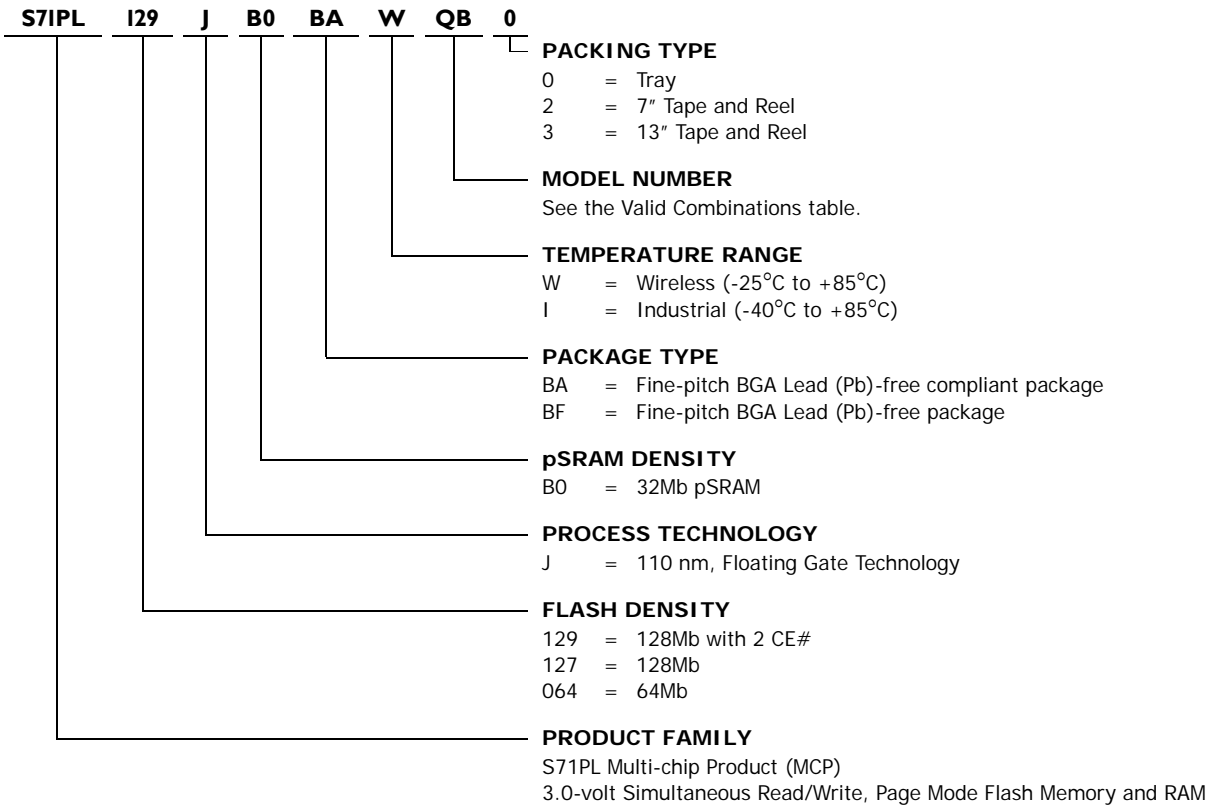 S71PL 129 J B0 BA W QB 0
PACKING TYPE
0 = Tray
2 = 7″ Tape and Reel
3 = 13″ Tape and Reel
MODEL NUMBER
See the Valid Combinations table.
TEMPERATURE RANGE
W = Wireless (-25°C to +85°C)
I = Industrial (-40°C to +85°C)
PACKAGE TYPE
BA = Fine-pitch BGA Lead (Pb)-free compliant package
BF = Fine-pitch BGA Lead (Pb)-free package
pSRAM DENSITY
B0 = 32Mb pSRAM
PROCESS TECHNOLOGY
J = 110 nm, Floating Gate Technology
FLASH DENSITY
129 = 128Mb with 2 CE#
127 = 128Mb
064 = 64Mb
PRODUCT FAMILY
S71PL Multi-chip Product (MCP)
3.0-volt Simultaneous Read/Write, Page Mode Flash Memory and RAM